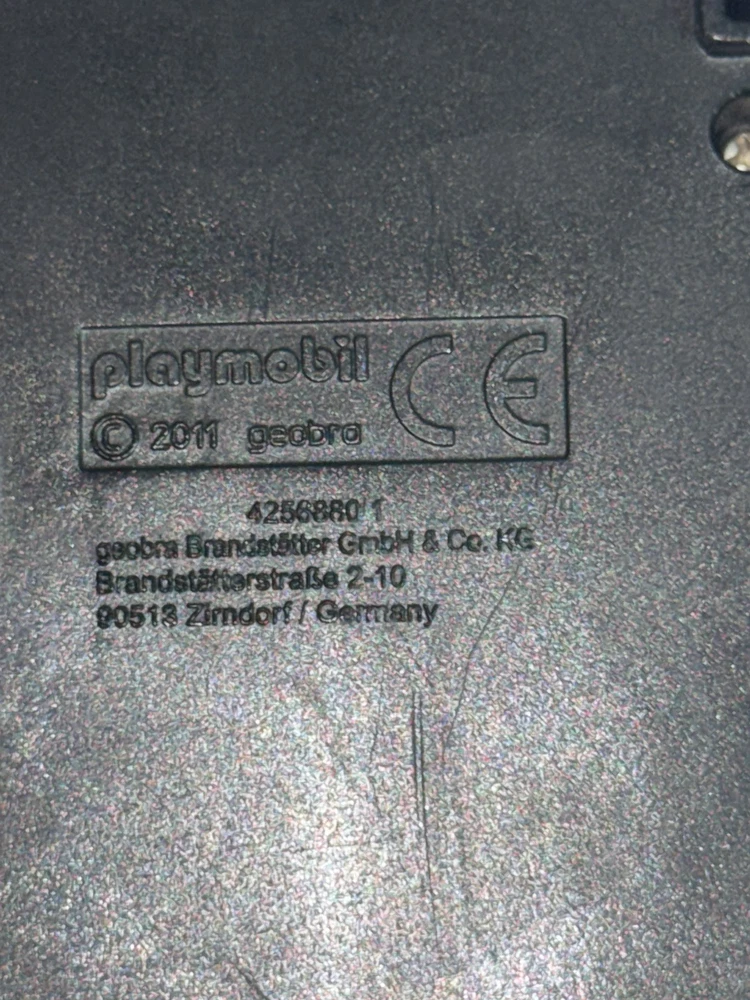 playmobil CE
© 2011 geobra
4256880 1
geobra Brandstätter GmbH & Co. KG
Brandstätterstraße 2-10
90513 Zirndorf / Germany